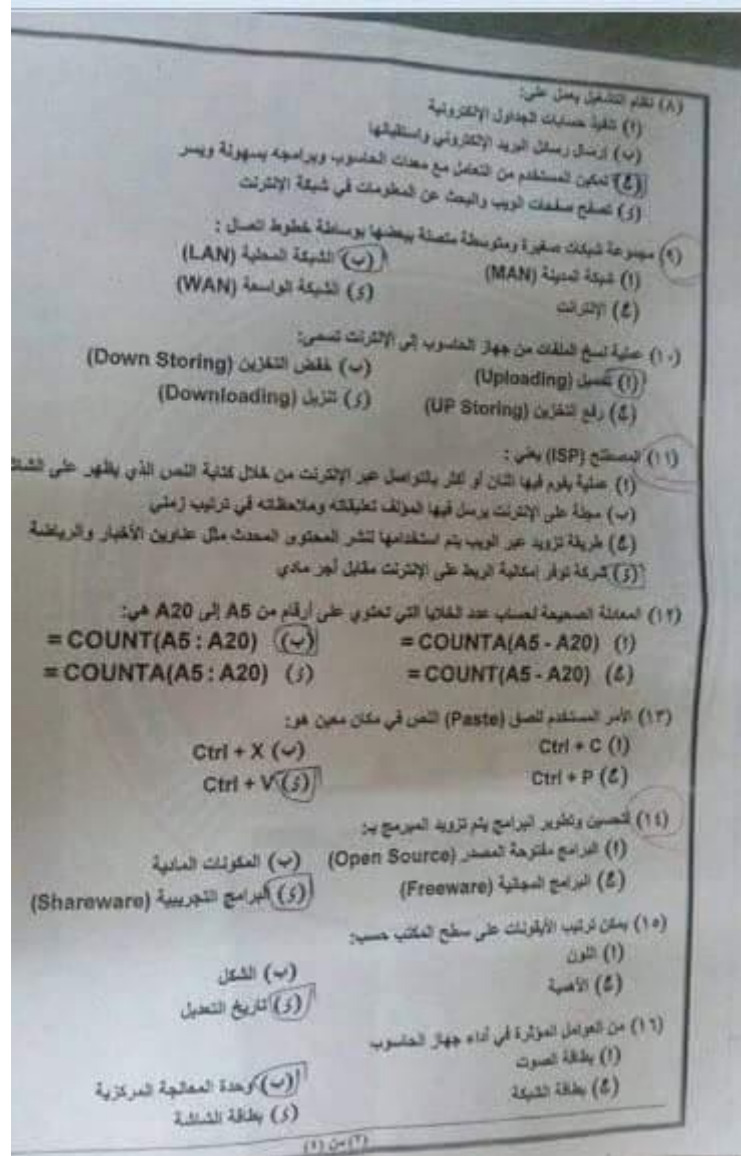 (٨) نظام التشغيل يعمل على:
(أ) تنفيذ حسابات الجداول الإلكترونية
(ب) إرسال رسائل البريد الإلكتروني واستقبالها
(ج) تمكين المستخدم من التعامل مع معدات الحاسوب وبرامجه بسهولة ويسر
(د) تصفح صفحات الويب والبحث عن المعلومات في شبكة الإنترنت
(٩) مجموعة شبكات صغيرة ومتوسطة متصلة ببعضها بوساطة خطوط اتصال :
(أ) شبكة المدينة (MAN) (ب) الشبكة المحلية (LAN)
(ج) الإنترنت (د) الشبكة الواسعة (WAN)
(١٠) عملية نسخ الملفات من جهاز الحاسوب إلى الإنترنت تسمى:
(أ) تحميل (Uploading) (ب) خفض التخزين (Down Storing)
(ج) رفع التخزين (UP Storing) (د) تنزيل (Downloading)
(١١) المصطلح (ISP) يعني :
(أ) عملية يقوم فيها اثنان أو أكثر بالتواصل عبر الإنترنت من خلال كتابة النص الذي يظهر على
(ب) مجلة على الإنترنت يرسل فيها المؤلف تعليقاته وملاحظاته في ترتيب زمني
(ج) طريقة تزويد عبر الويب يتم استخدامها لنشر المحتوى المحدث مثل عناوين الأخبار والرياضة
(د) شركة توفر إمكانية الربط على الإنترنت مقابل أجر مادي
(١٢) المعادلة الصحيحة لحساب عدد الخلايا التي تحتوي على أرقام من A5 إلى A20 هي:
(أ) = COUNTA(A5 - A20) (ب) = COUNT(A5 : A20)
(ج) = COUNT(A5 - A20) (د) = COUNTA(A5 : A20)
(١٣) الأمر المستخدم للصق (Paste) النص في مكان معين هو:
(أ) Ctrl + C (ب) Ctrl + X
(ج) Ctrl + P (د) Ctrl + V
(١٤) لتحسين وتطوير البرامج يتم تزويد المبرمج بـ:
(أ) البرامج مفتوحة المصدر (Open Source) (ب) المكونات المادية
(ج) البرامج المجانية (Freeware) (د) البرامج التجريبية (Shareware)
(١٥) يمكن ترتيب الأيقونات على سطح المكتب حسب:
(أ) اللون (ب) الشكل
(ج) الأهمية (د) تاريخ التعديل
(١٦) من العوامل المؤثرة في أداء جهاز الحاسوب
(أ) بطاقة الصوت (ب) وحدة المعالجة المركزية
(ج) بطاقة الشبكة (د) بطاقة الشاشة